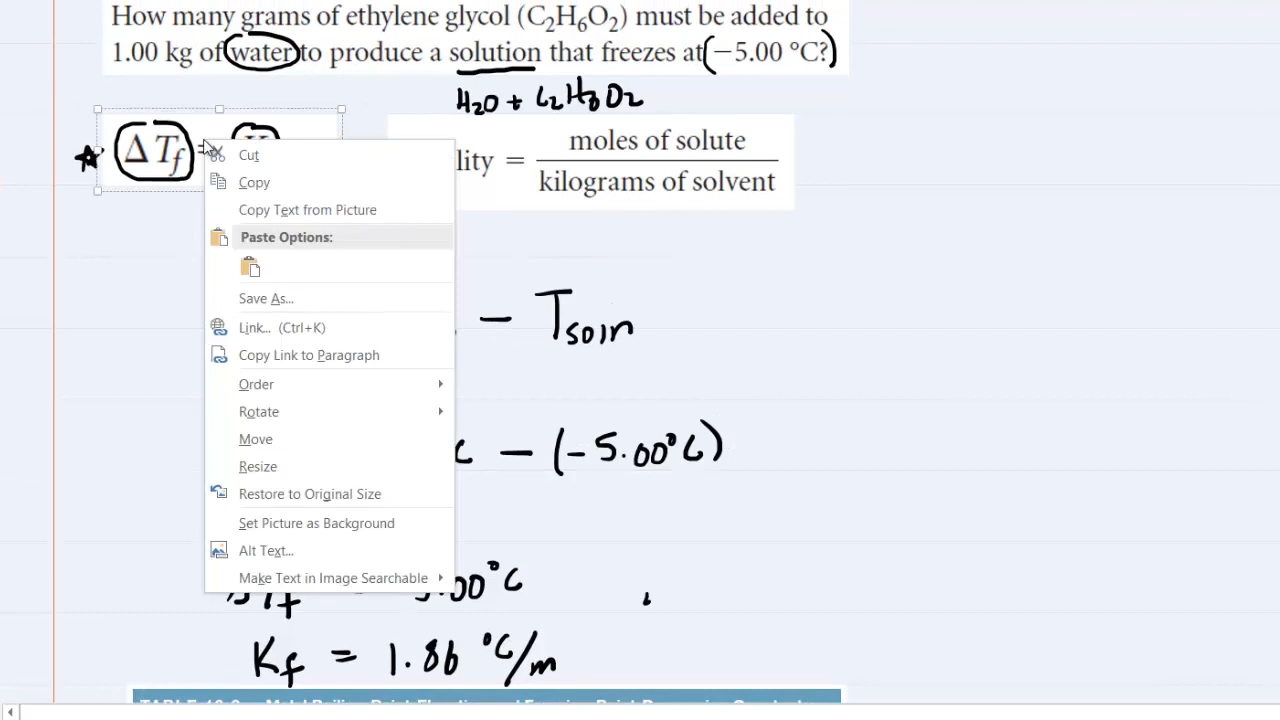 How many grams of ethylene glycol (C₂H₆O₂) must be added to
1.00 kg of water to produce a solution that freezes at (−5.00 °C?)
H₂O + C₂H₆O₂
ΔTf =
lity = moles of solute
kilograms of solvent
Cut
Copy
Copy Text from Picture
Paste Options:
Save As...
Link... (Ctrl+K)
Copy Link to Paragraph
Order
Rotate
Move
Resize
Restore to Original Size
Set Picture as Background
Alt Text...
Make Text in Image Searchable
− Tsoln
C − (−5.00°C)
.00°C
Kf = 1.86 °C/m